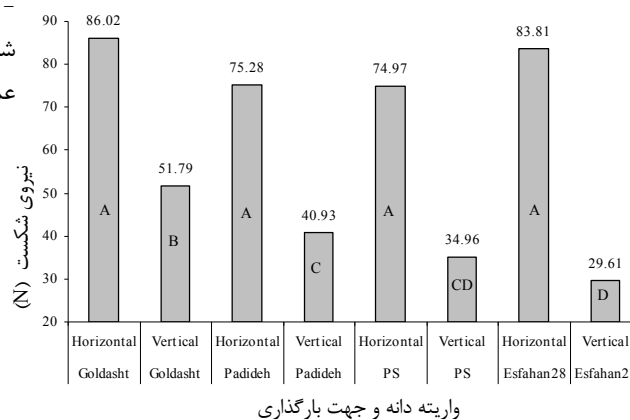 90
80
70
60
50
40
30
20
نیروی شکست (N)
86.02
51.79
75.28
40.93
74.97
34.96
83.81
29.61
A
B
A
C
A
CD
A
D
Horizontal Vertical Horizontal Vertical Horizontal Vertical Horizontal Vertical
Goldasht Goldasht Padideh Padideh PS PS Esfahan28 Esfahan2
واریته دانه و جهت بارگذاری